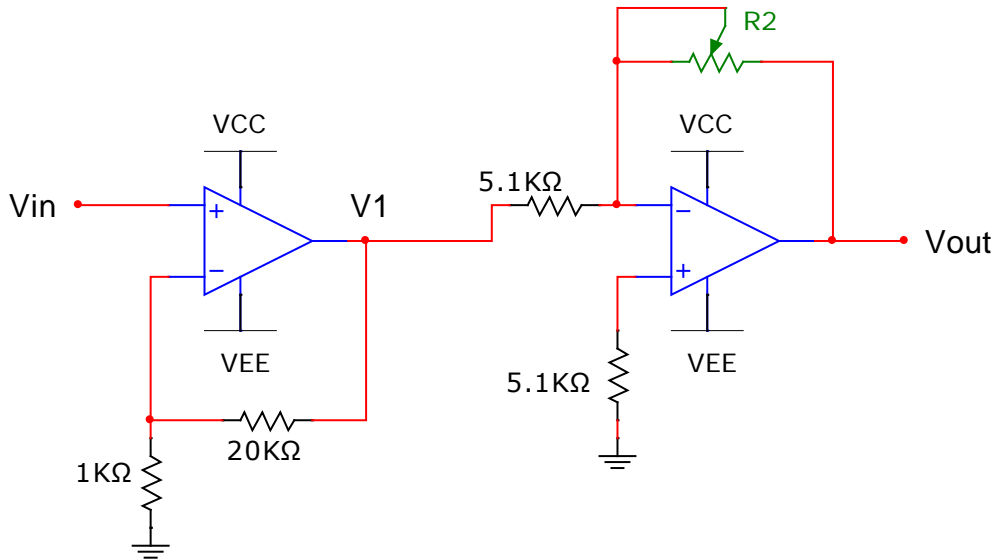 R2
VCC
VCC
5.1KΩ
Vin
V1
+
−
−
+
Vout
VEE
VEE
5.1KΩ
20KΩ
1KΩ